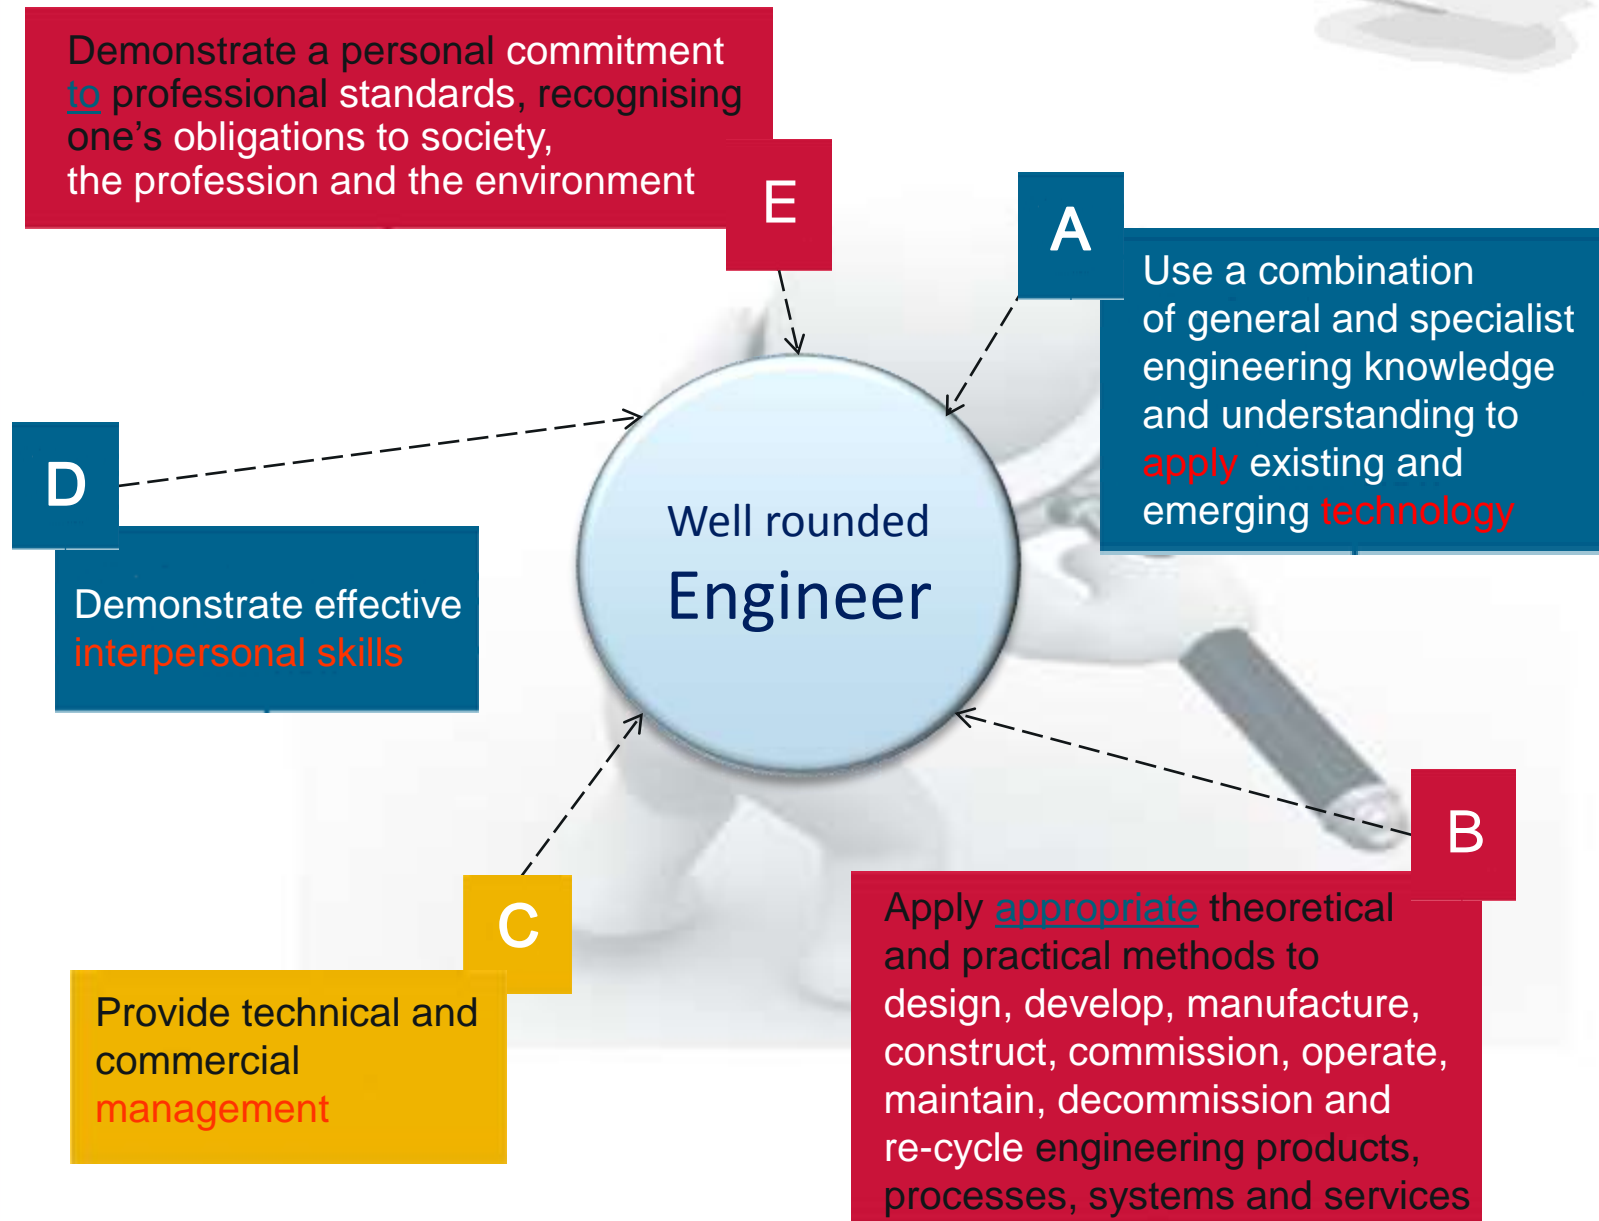 Demonstrate a personal commitment
to professional standards, recognising
one’s obligations to society,
the profession and the environment
E
A
Use a combination
of general and specialist
engineering knowledge
and understanding to
apply existing and
emerging technology
D
Demonstrate effective
interpersonal skills
Well rounded
Engineer
B
Apply appropriate theoretical
and practical methods to
design, develop, manufacture,
construct, commission, operate,
maintain, decommission and
re-cycle engineering products,
processes, systems and services
C
Provide technical and
commercial
management